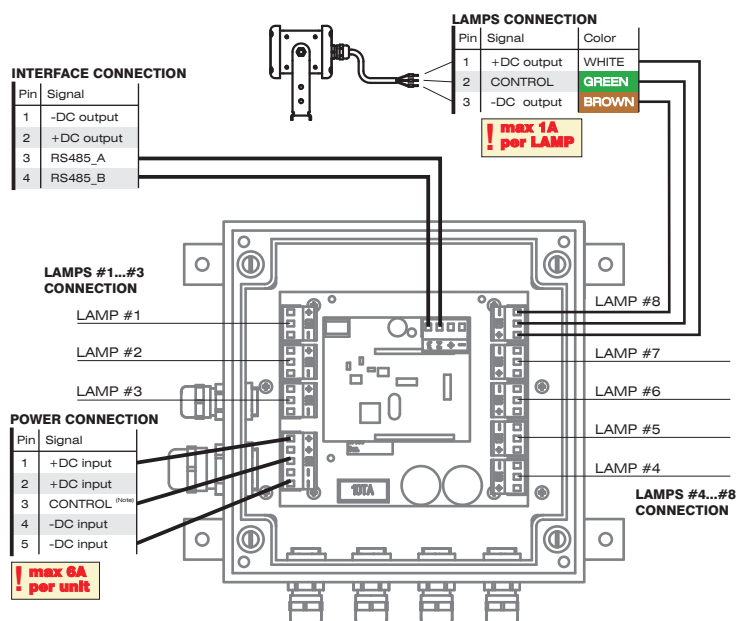 LAMPS CONNECTION
Pin Signal Color
1 +DC output WHITE
2 CONTROL GREEN
3 -DC output BROWN
! max 1A
per LAMP
INTERFACE CONNECTION
Pin Signal
1 -DC output
2 +DC output
3 RS485_A
4 RS485_B
LAMPS #1...#3
CONNECTION
LAMP #1
LAMP #2
LAMP #3
LAMP #8
LAMP #7
LAMP #6
LAMP #5
LAMP #4
LAMPS #4...#8
CONNECTION
POWER CONNECTION
Pin Signal
1 +DC input
2 +DC input
3 CONTROL (Note)
4 -DC input
5 -DC input
! max 6A
per unit
10TA